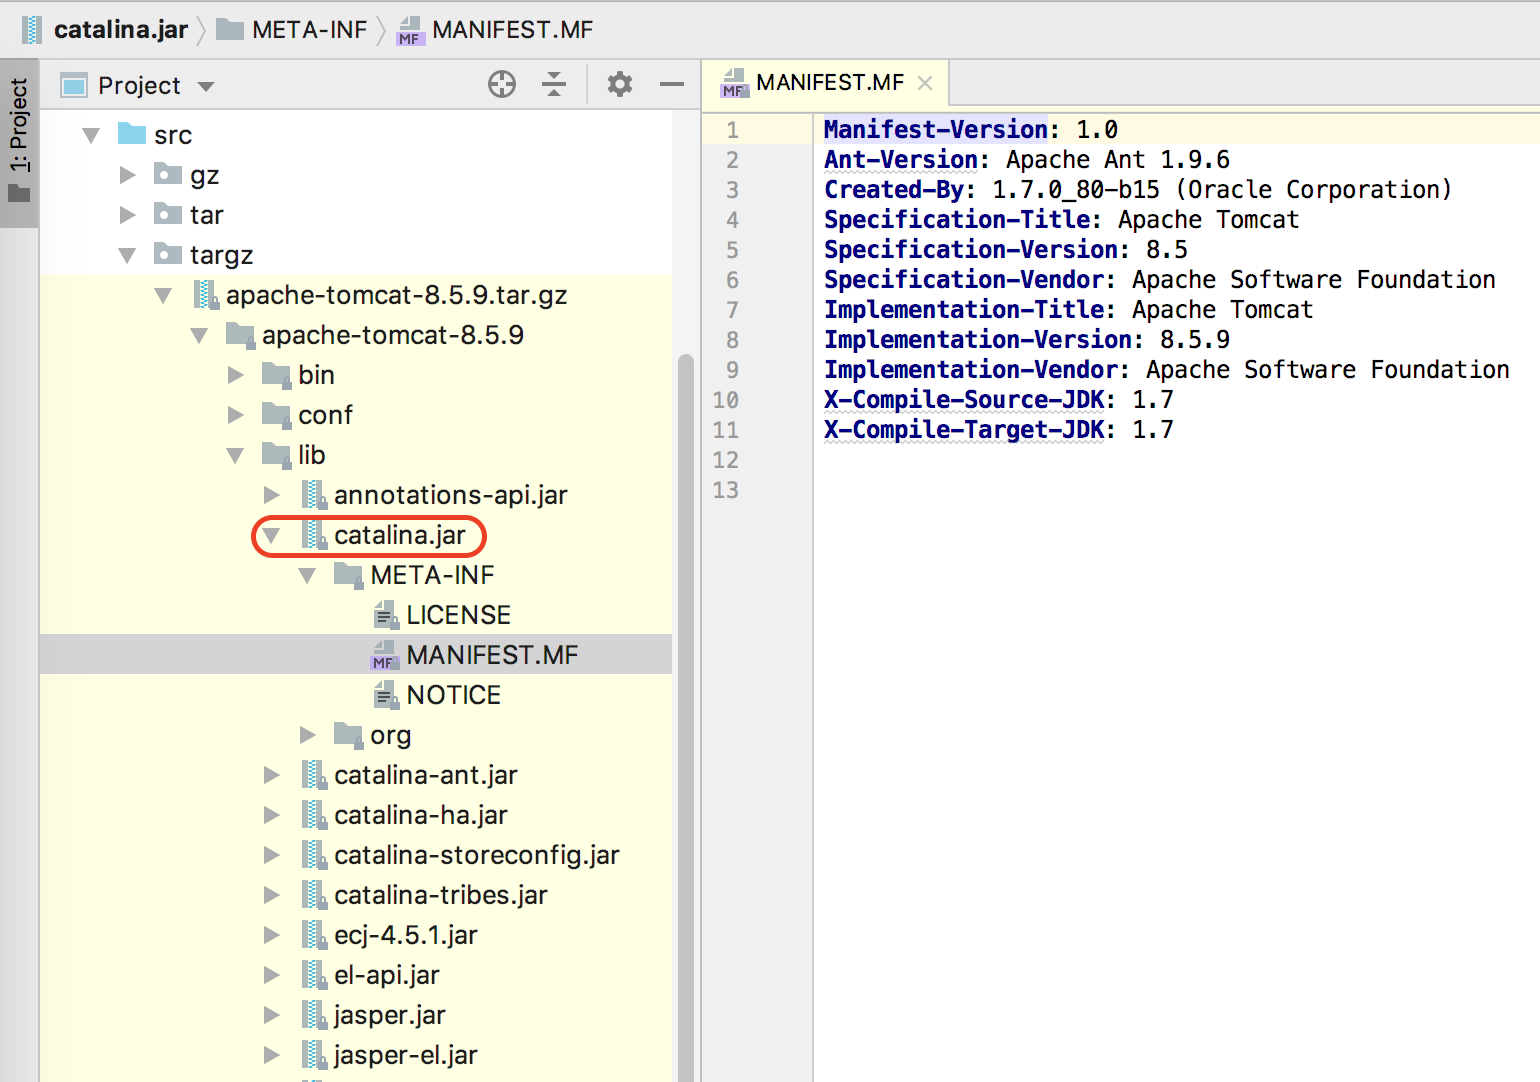 catalina.jar META-INF MF MANIFEST.MF
1: Project
Project
src
gz
tar
targz
apache-tomcat-8.5.9.tar.gz
apache-tomcat-8.5.9
bin
conf
lib
annotations-api.jar
catalina.jar
META-INF
LICENSE
MF MANIFEST.MF
NOTICE
org
catalina-ant.jar
catalina-ha.jar
catalina-storeconfig.jar
catalina-tribes.jar
ecj-4.5.1.jar
el-api.jar
jasper.jar
jasper-el.jar
MF MANIFEST.MF
1 Manifest-Version: 1.0
2 Ant-Version: Apache Ant 1.9.6
3 Created-By: 1.7.0_80-b15 (Oracle Corporation)
4 Specification-Title: Apache Tomcat
5 Specification-Version: 8.5
6 Specification-Vendor: Apache Software Foundation
7 Implementation-Title: Apache Tomcat
8 Implementation-Version: 8.5.9
9 Implementation-Vendor: Apache Software Foundation
10 X-Compile-Source-JDK: 1.7
11 X-Compile-Target-JDK: 1.7
12
13